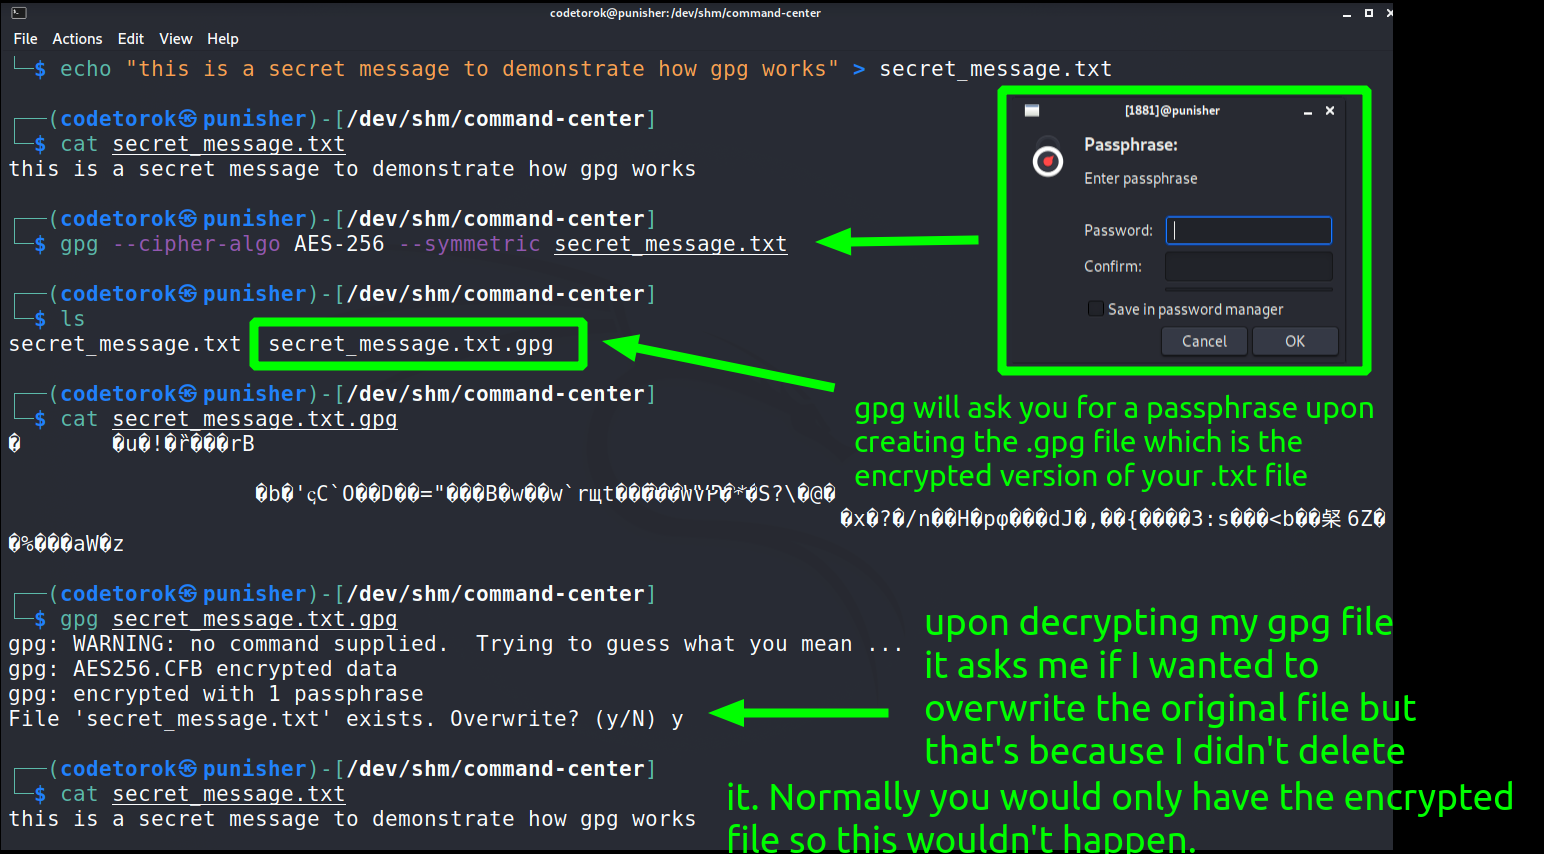 codetorok@punisher:/dev/shm/command-center
File Actions Edit View Help
└─$ echo "this is a secret message to demonstrate how gpg works" > secret_message.txt
┌──(codetorok㉿punisher)-[/dev/shm/command-center]
└─$ cat secret_message.txt
this is a secret message to demonstrate how gpg works
┌──(codetorok㉿punisher)-[/dev/shm/command-center]
└─$ gpg --cipher-algo AES-256 --symmetric secret_message.txt
┌──(codetorok㉿punisher)-[/dev/shm/command-center]
└─$ ls
secret_message.txt secret_message.txt.gpg
[1881]@punisher
Passphrase:
Enter passphrase
Password:
Confirm:
Save in password manager
Cancel OK
gpg will ask you for a passphrase upon
creating the .gpg file which is the
encrypted version of your .txt file
┌──(codetorok㉿punisher)-[/dev/shm/command-center]
└─$ cat secret_message.txt.gpg
┌──(codetorok㉿punisher)-[/dev/shm/command-center]
└─$ gpg secret_message.txt.gpg
gpg: WARNING: no command supplied.  Trying to guess what you mean ...
gpg: AES256.CFB encrypted data
gpg: encrypted with 1 passphrase
File 'secret_message.txt' exists. Overwrite? (y/N) y
┌──(codetorok㉿punisher)-[/dev/shm/command-center]
└─$ cat secret_message.txt
this is a secret message to demonstrate how gpg works
upon decrypting my gpg file
it asks me if I wanted to
overwrite the original file but
that's because I didn't delete
it. Normally you would only have the encrypted
file so this wouldn't happen.